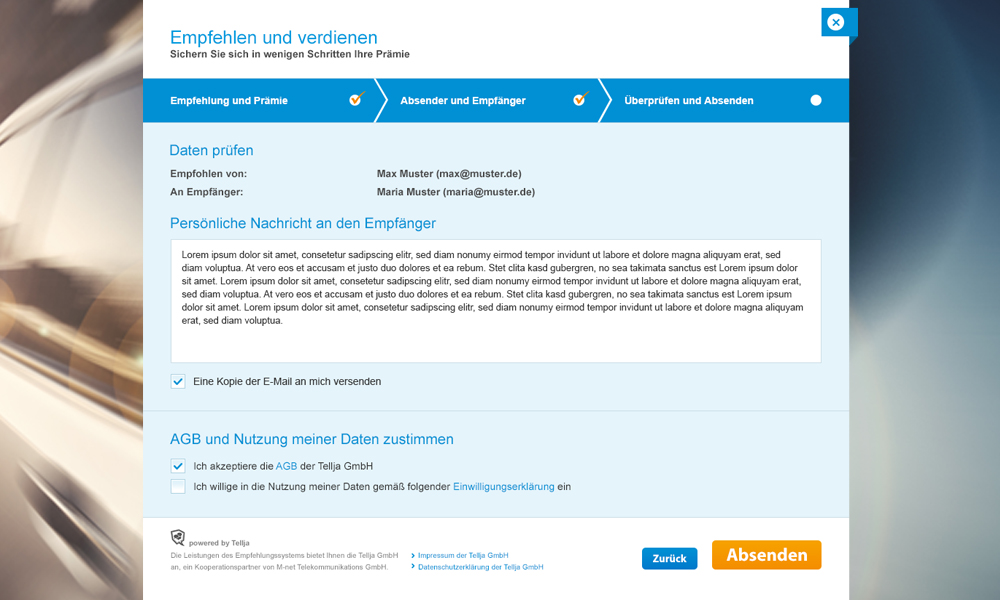 Empfehlen und verdienen
Sichern Sie sich in wenigen Schritten Ihre Prämie
Empfehlung und Prämie
Absender und Empfänger
Überprüfen und Absenden
Daten prüfen
Empfohlen von: Max Muster (max@muster.de)
An Empfänger: Maria Muster (maria@muster.de)
Persönliche Nachricht an den Empfänger
Lorem ipsum dolor sit amet, consetetur sadipscing elitr, sed diam nonumy eirmod tempor invidunt ut labore et dolore magna aliquyam erat, sed
diam voluptua. At vero eos et accusam et justo duo dolores et ea rebum. Stet clita kasd gubergren, no sea takimata sanctus est Lorem ipsum dolor
sit amet. Lorem ipsum dolor sit amet, consetetur sadipscing elitr, sed diam nonumy eirmod tempor invidunt ut labore et dolore magna aliquyam erat,
sed diam voluptua. At vero eos et accusam et justo duo dolores et ea rebum. Stet clita kasd gubergren, no sea takimata sanctus est Lorem ipsum
dolor sit amet. Lorem ipsum dolor sit amet, consetetur sadipscing elitr, sed diam nonumy eirmod tempor invidunt ut labore et dolore magna aliquyam
erat, sed diam voluptua.
Eine Kopie der E-Mail an mich versenden
AGB und Nutzung meiner Daten zustimmen
Ich akzeptiere die AGB der Tellja GmbH
Ich willige in die Nutzung meiner Daten gemäß folgender Einwilligungserklärung ein
powered by Tellja
Die Leistungen des Empfehlungssystems bietet Ihnen die Tellja GmbH
an, ein Kooperationspartner von M-net Telekommunikations GmbH.
Impressum der Tellja GmbH
Datenschutzerklärung der Tellja GmbH
Zurück
Absenden